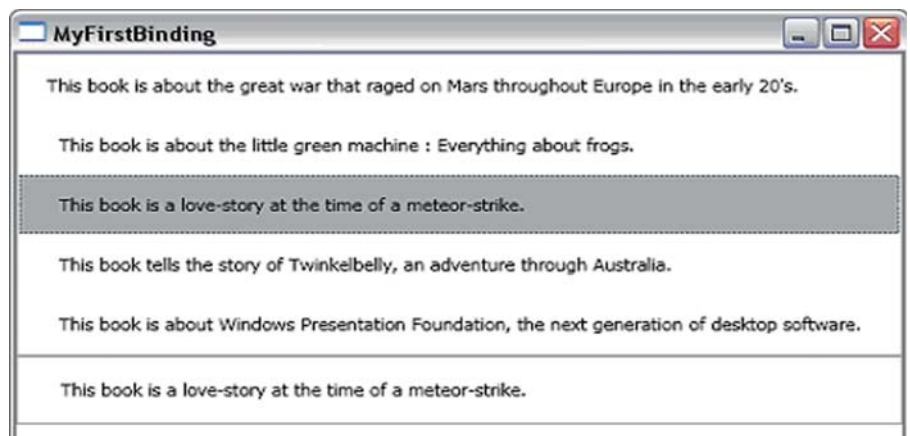 MyFirstBinding
This book is about the great war that raged on Mars throughout Europe in the early 20's.
This book is about the little green machine : Everything about frogs.
This book is a love-story at the time of a meteor-strike.
This book tells the story of Twinkelbelly, an adventure through Australia.
This book is about Windows Presentation Foundation, the next generation of desktop software.
This book is a love-story at the time of a meteor-strike.